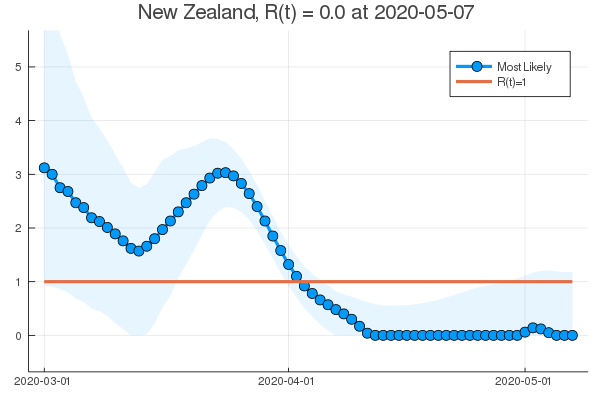 New Zealand, R(t) = 0.0 at 2020-05-07
Most Likely
R(t)=1
5
4
3
2
1
0
2020-03-01 2020-04-01 2020-05-01